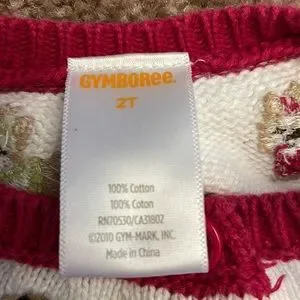 GYMBOREE.
2T
100% Cotton
100% Coton
RN70530/CA31802
©2010 GYM-MARK, INC.
Made in China